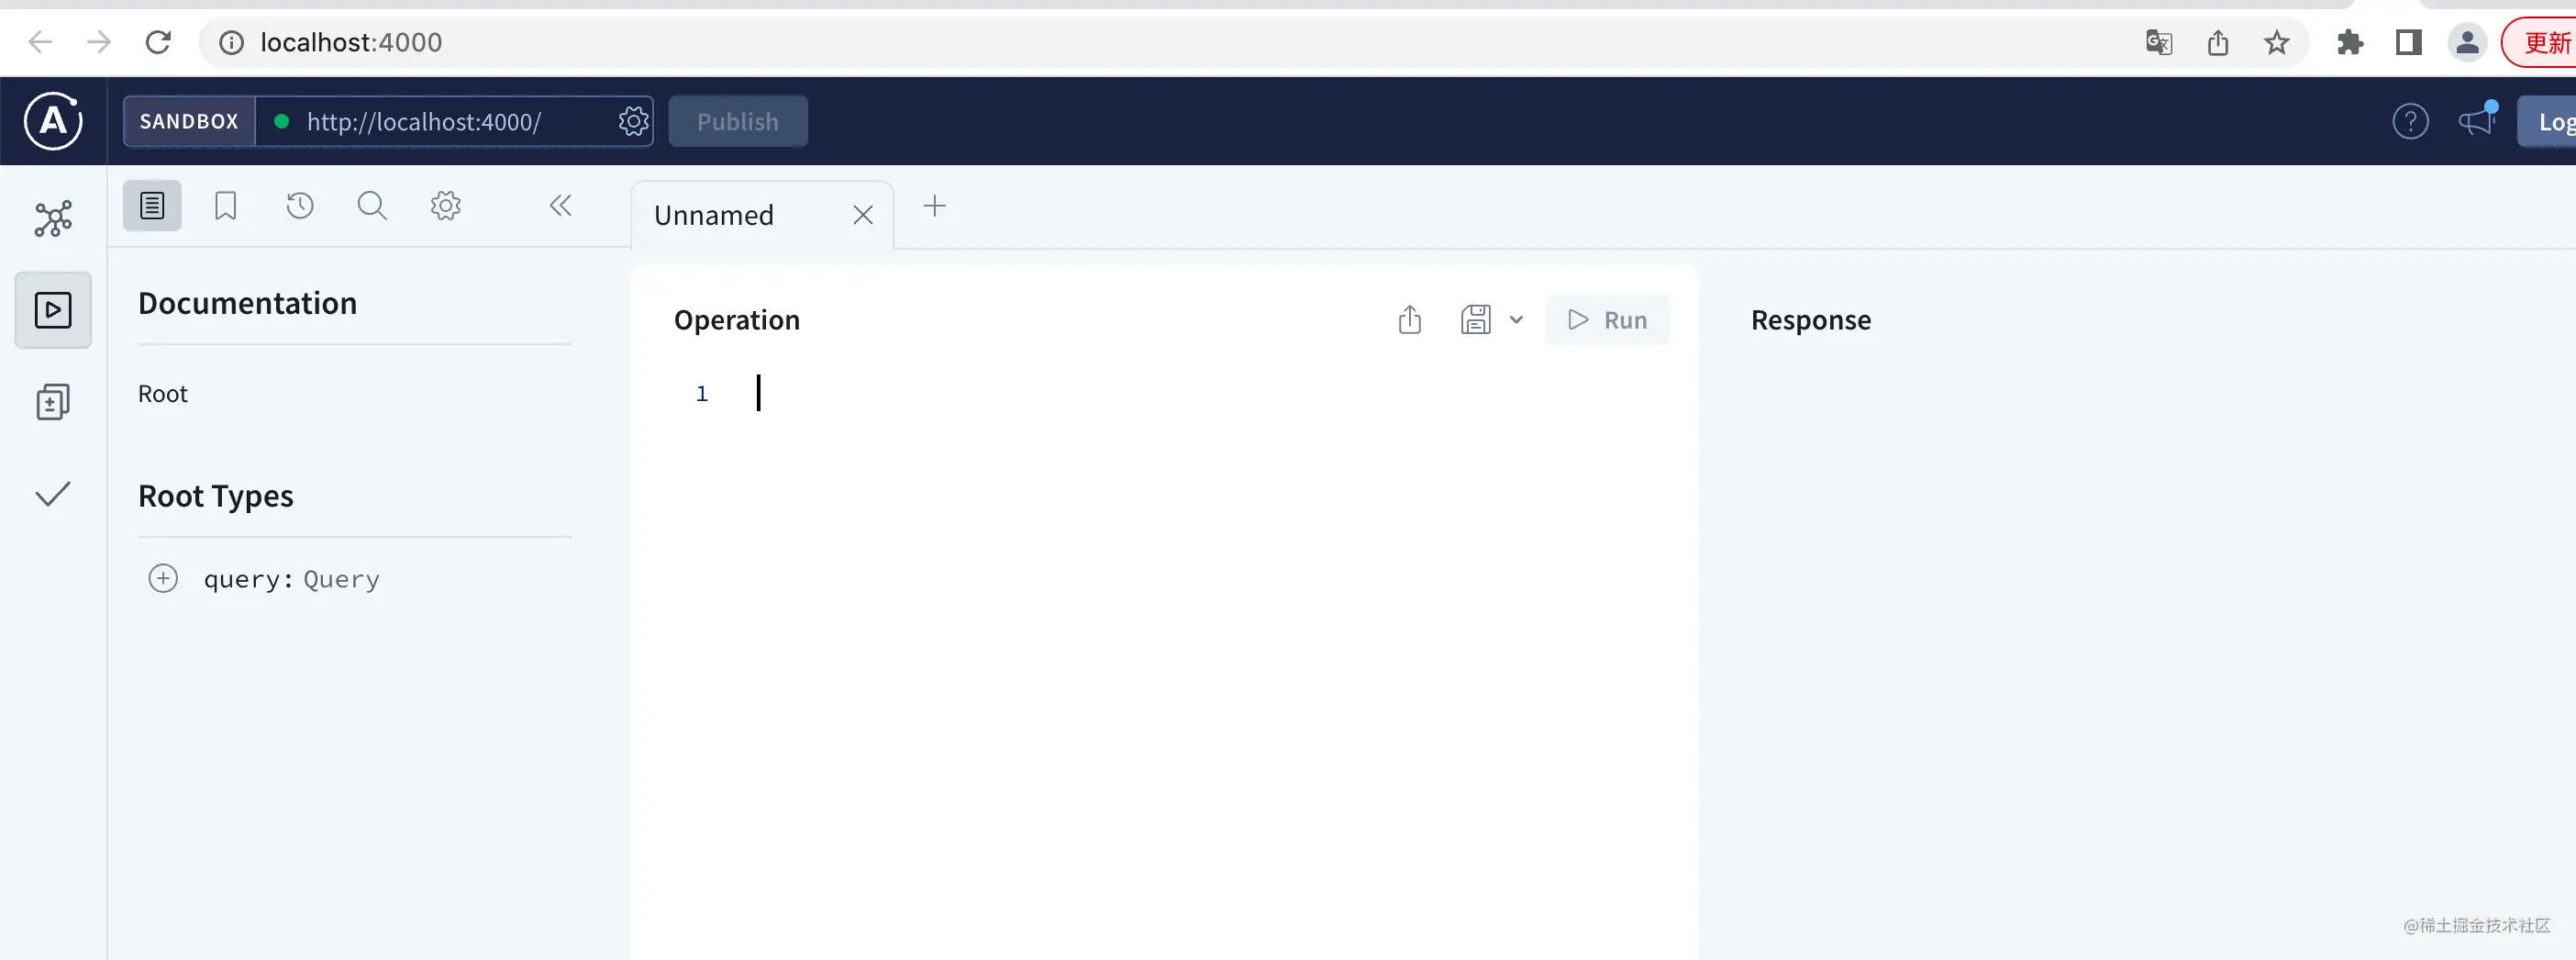 localhost:4000
更新
SANDBOX
http://localhost:4000/
Publish
Unnamed
Documentation
Root
Root Types
query: Query
Operation
Run
1
Response
@稀土掘金技术社区